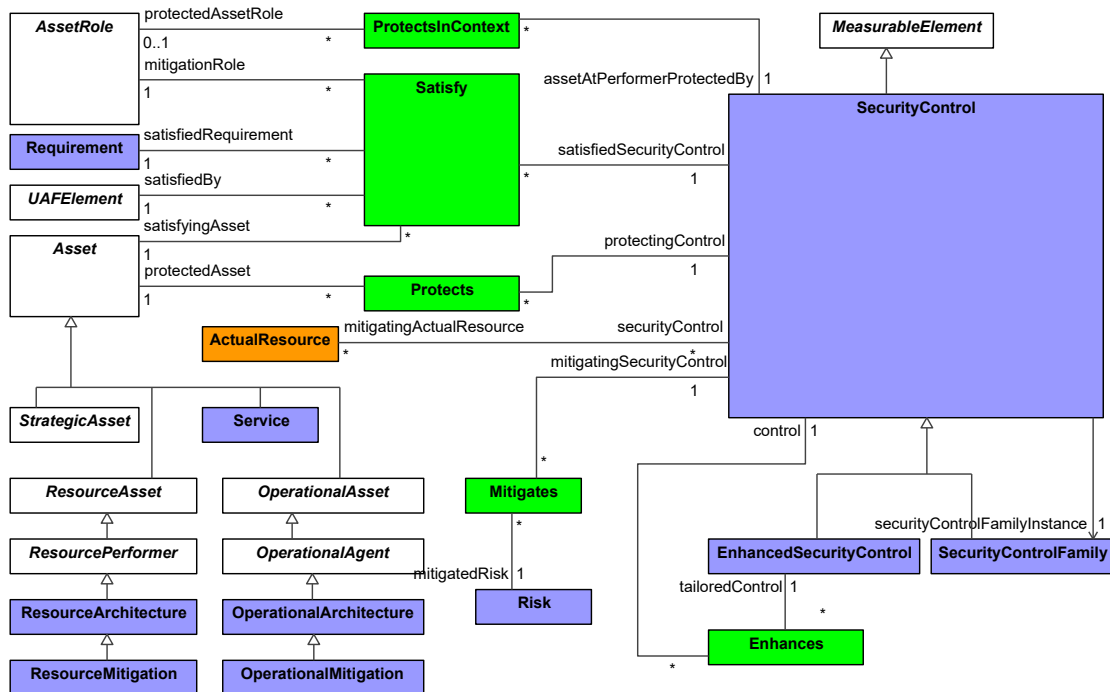 protectedAssetRole
AssetRole
ProtectsInContext
*
MeasurableElement
0..1
*
mitigationRole
assetAtPerformerProtectedBy
1
Satisfy
1
*
SecurityControl
satisfiedRequirement
Requirement
satisfiedSecurityControl
1
*
satisfiedBy
*
1
UAFElement
1
*
satisfyingAsset
Asset
*
protectingControl
1
protectedAsset
1
Protects
1
*
*
mitigatingActualResource
securityControl
ActualResource
*
*
mitigatingSecurityControl
1
StrategicAsset
Service
control
1
*
ResourceAsset
OperationalAsset
Mitigates
*
securityControlFamilyInstance
1
ResourcePerformer
OperationalAgent
EnhancedSecurityControl
SecurityControlFamily
mitigatedRisk
1
tailoredControl
1
ResourceArchitecture
OperationalArchitecture
Risk
*
Enhances
*
ResourceMitigation
OperationalMitigation